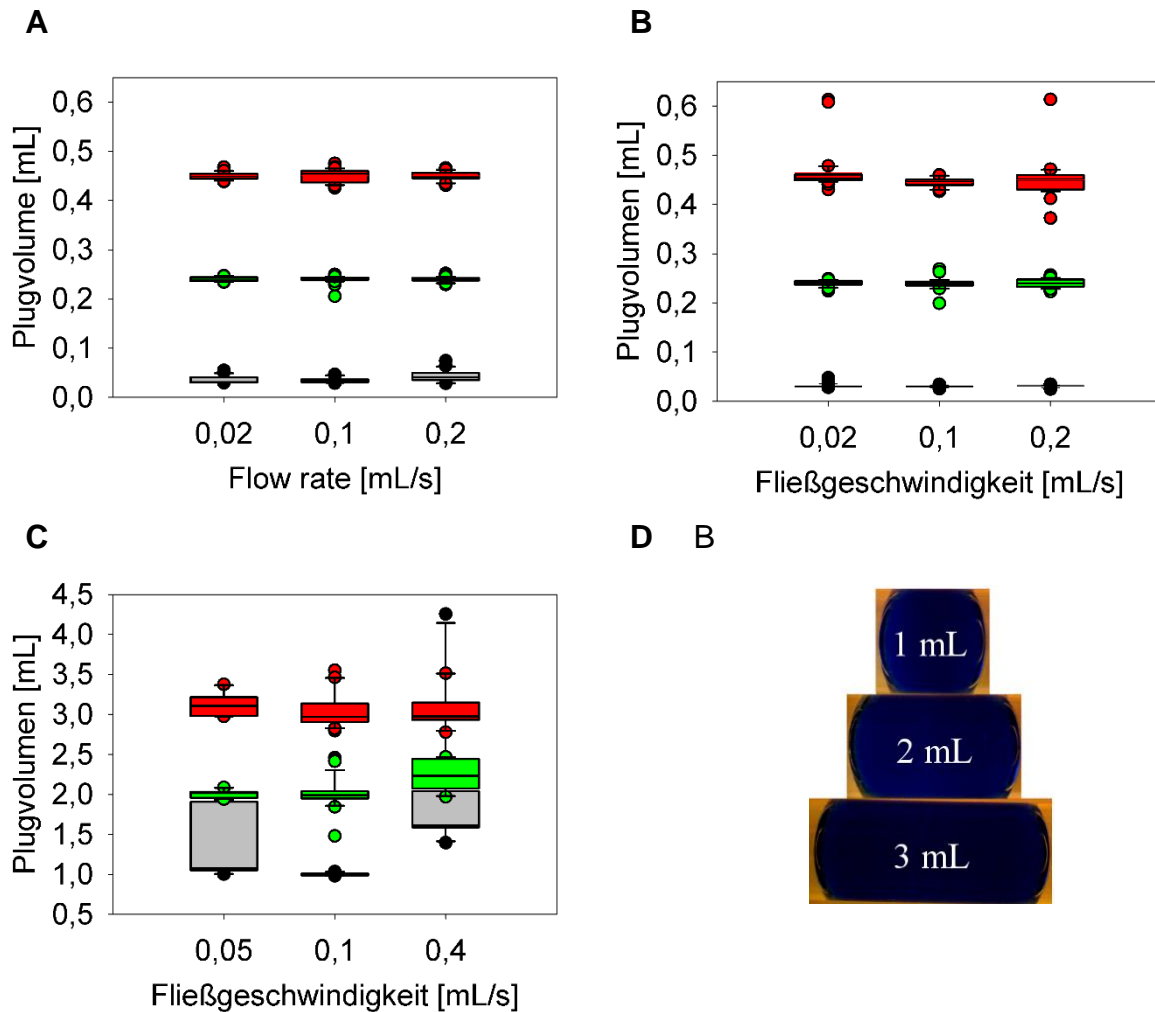 A
Plugvolume [mL]
0,6
0,5
0,4
0,3
0,2
0,1
0,0
0,02 0,1 0,2
Flow rate [mL/s]
B
Plugvolumen [mL]
0,6
0,5
0,4
0,3
0,2
0,1
0,0
0,02 0,1 0,2
Fließgeschwindigkeit [mL/s]
C
Plugvolumen [mL]
4,5
4,0
3,5
3,0
2,5
2,0
1,5
1,0
0,5
0,05 0,1 0,4
Fließgeschwindigkeit [mL/s]
D B
1 mL
2 mL
3 mL